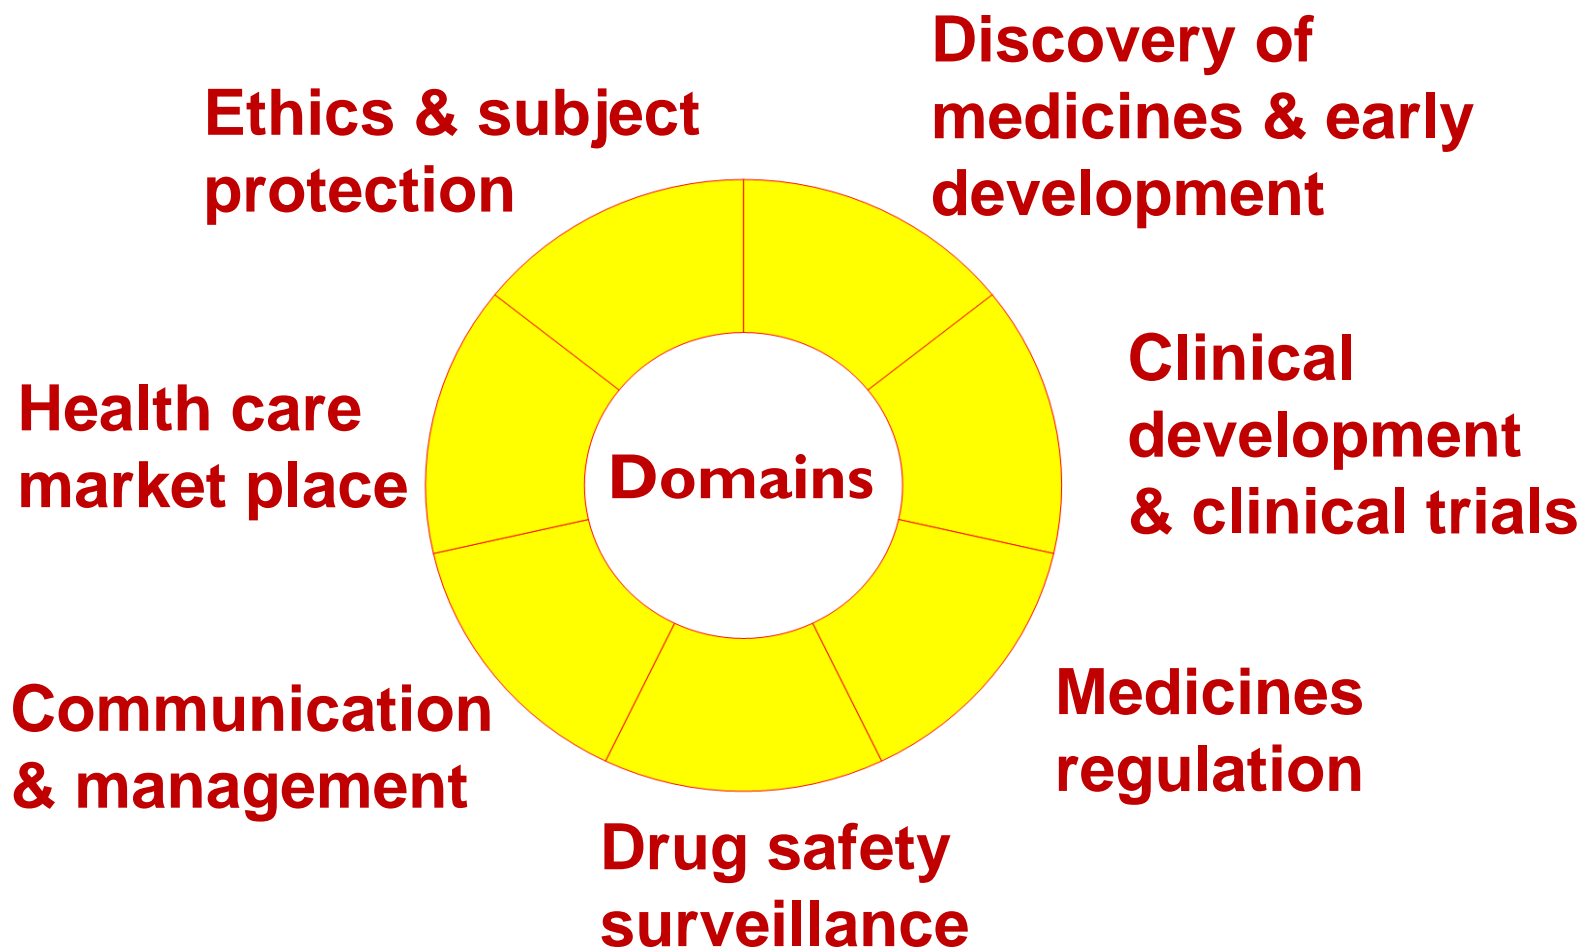 Discovery of
medicines & early
development
Clinical
development
& clinical trials
Medicines
regulation
Drug safety
surveillance
Communication
& management
Health care
market place
Ethics & subject
protection
Domains